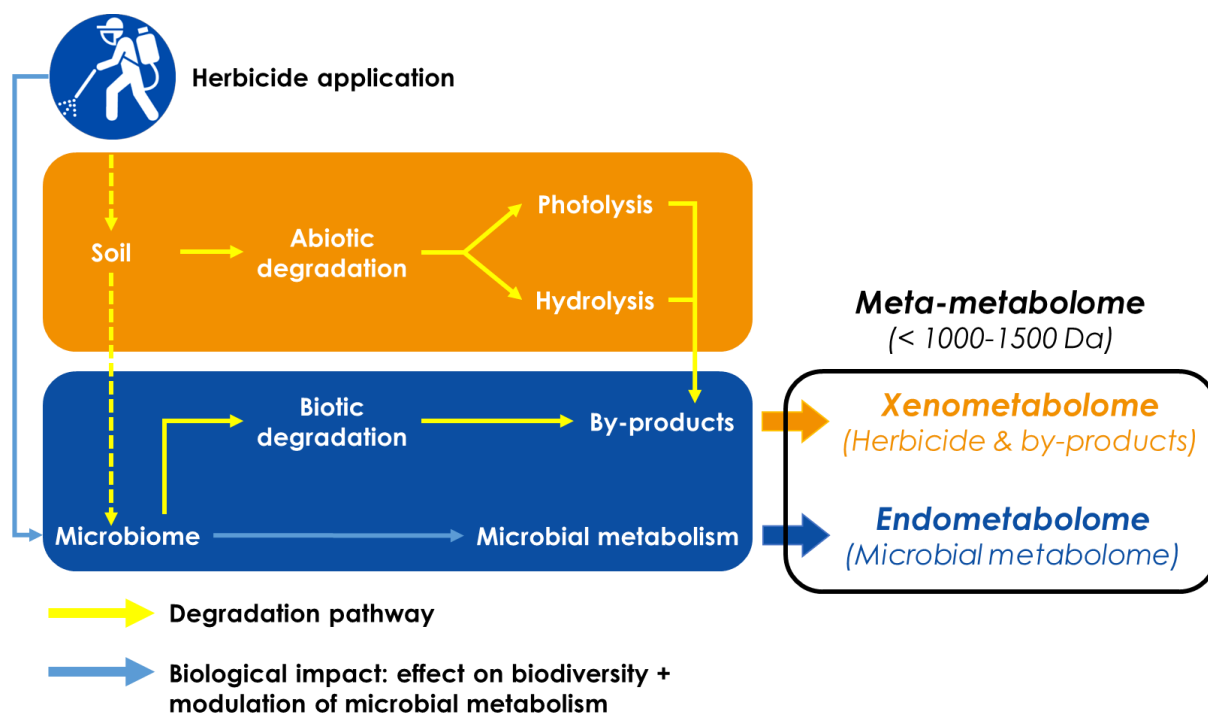 Herbicide application
Photolysis
Soil
Abiotic
degradation
Hydrolysis
Meta-metabolome
(< 1000-1500 Da)
Biotic
degradation
By-products
Xenometabolome
(Herbicide & by-products)
Microbiome
Microbial metabolism
Endometabolome
(Microbial metabolome)
Degradation pathway
Biological impact: effect on biodiversity +
modulation of microbial metabolism